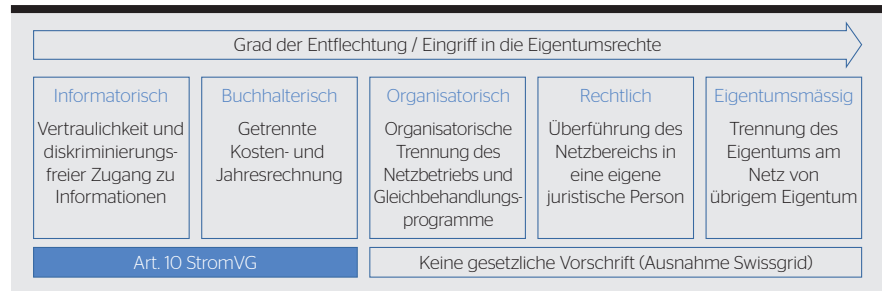 Grad der Entflechtung / Eingriff in die Eigentumsrechte
Informatorisch
Vertraulichkeit und
diskriminierungs-
freier Zugang zu
Informationen
Buchhalterisch
Getrennte
Kosten- und
Jahresrechnung
Organisatorisch
Organisatorische
Trennung des
Netzbetriebs und
Gleichbehandlungs-
programme
Rechtlich
Überführung des
Netzbereichs in
eine eigene
juristische Person
Eigentumsmässig
Trennung des
Eigentums am
Netz von
übrigem Eigentum
Art. 10 StromVG
Keine gesetzliche Vorschrift (Ausnahme Swissgrid)